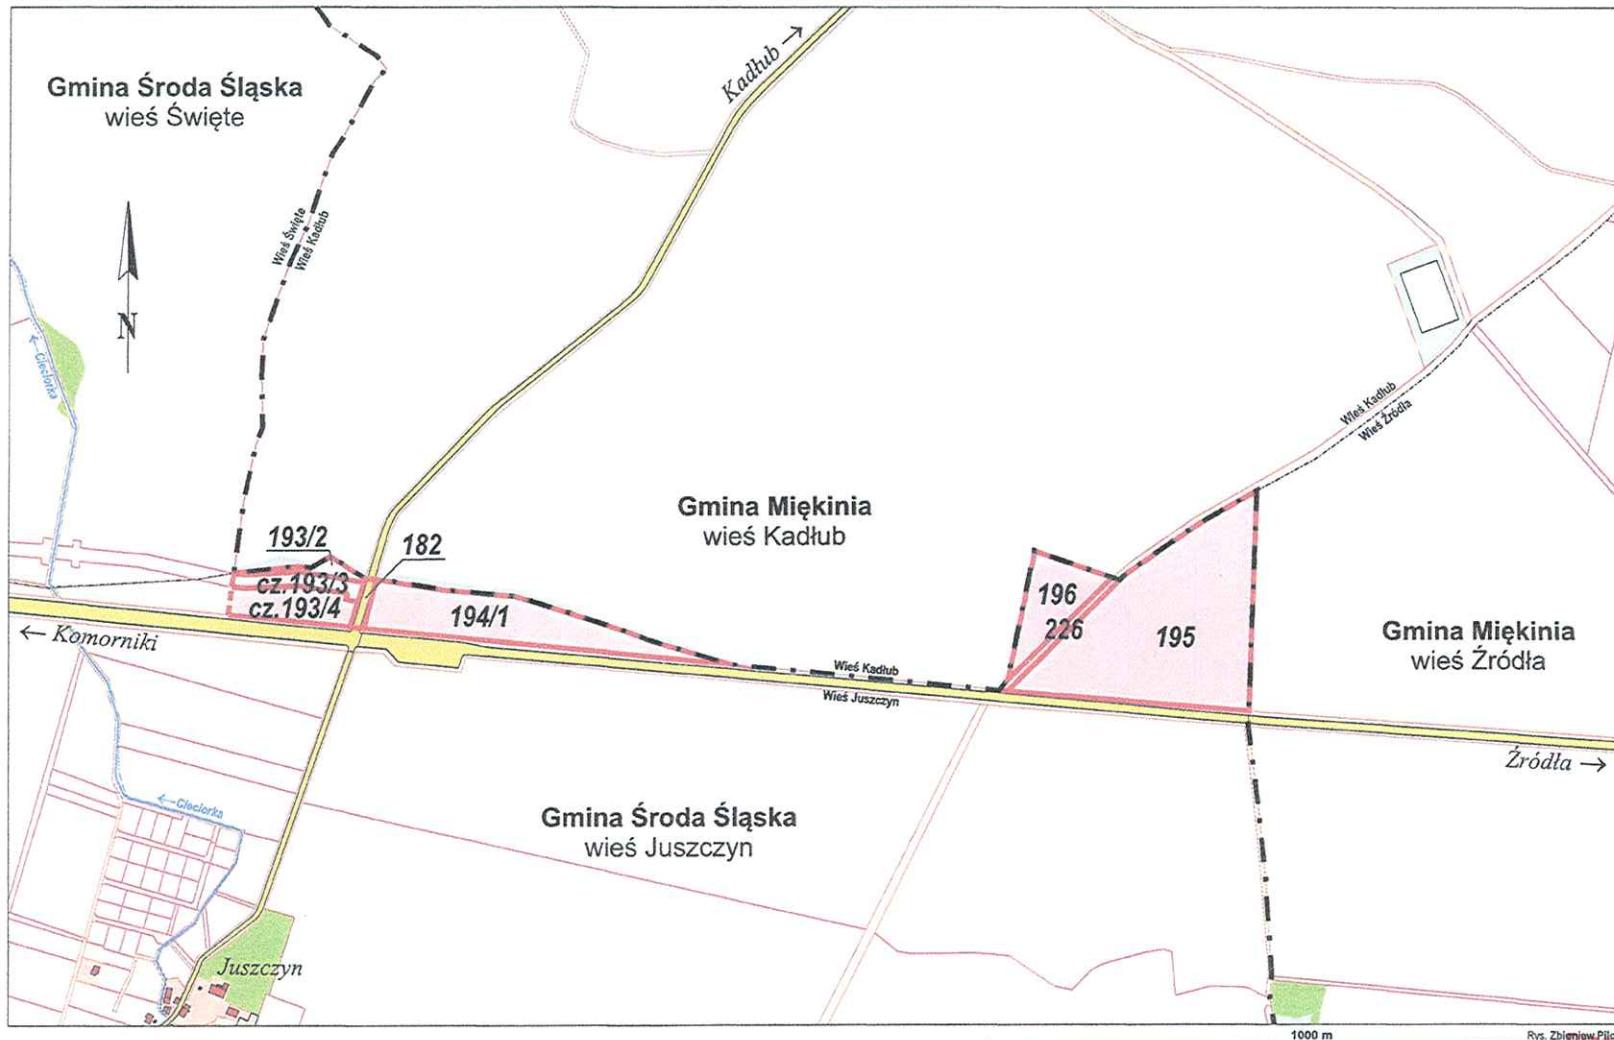 Gmina Środa Śląska
wieś Święte
Kadłub →
Wieś Święte
Wieś Kadłub
N
←Cieciorka
Wieś Kadłub
Wieś Źródła
Gmina Miękinia
wieś Kadłub
193/2
182
cz.193/3
cz.193/4
194/1
196
226
195
Gmina Miękinia
wieś Źródła
← Komorniki
Wieś Kadłub
Wieś Juszczyn
Źródła →
←Cieciorka
Gmina Środa Śląska
wieś Juszczyn
Juszczyn
1000 m
Rys. Zbigniew